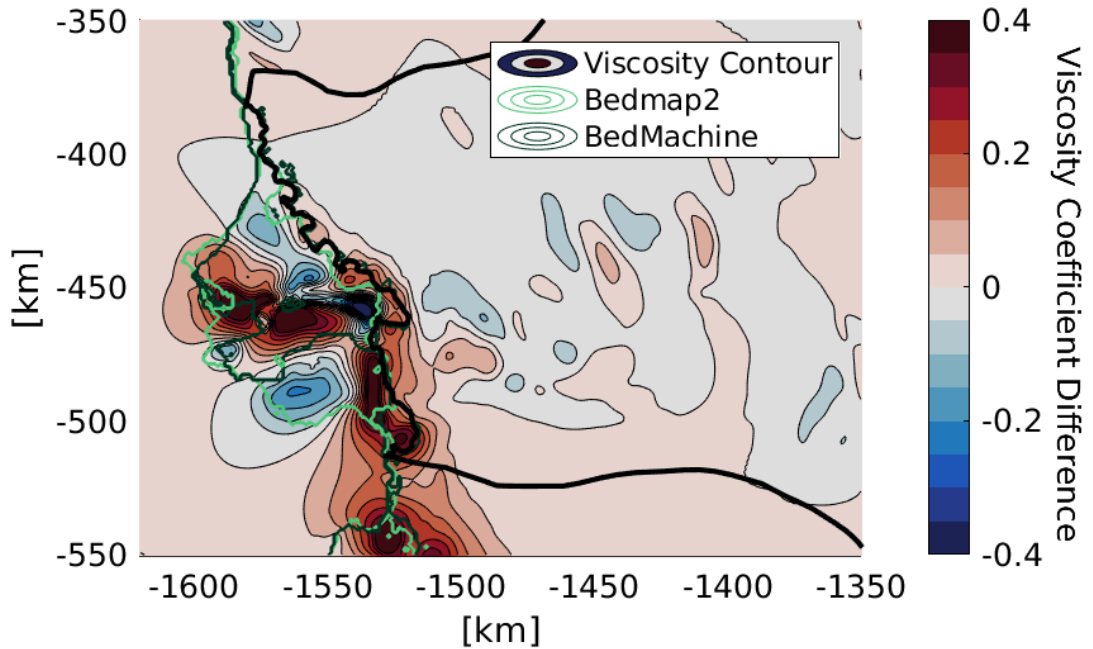 -350
-400
-450
-500
-550
[km]
-1600
-1550
-1500
-1450
-1400
-1350
[km]
Viscosity Contour
Bedmap2
BedMachine
0.4
0.2
0
-0.2
-0.4
Viscosity Coefficient Difference